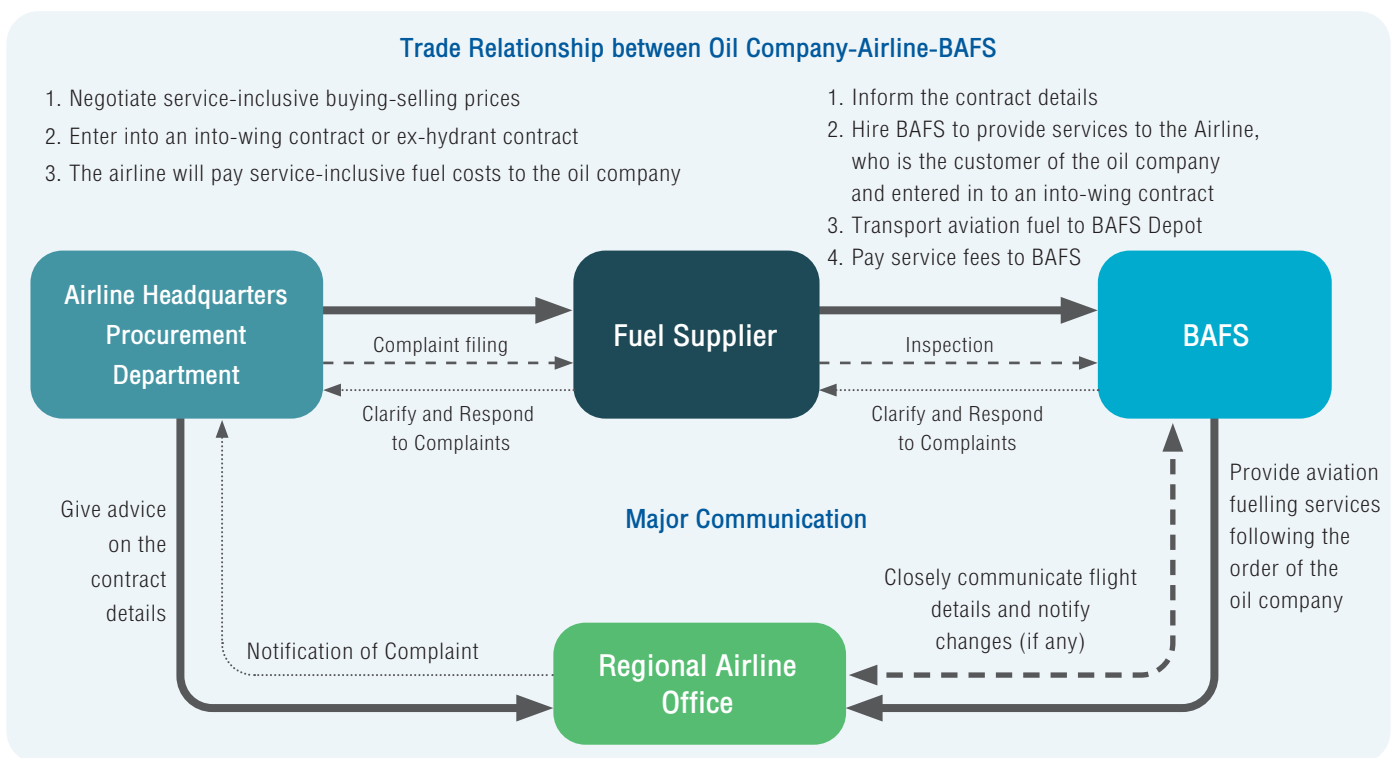 Trade Relationship between Oil Company-Airline-BAFS
1. Negotiate service-inclusive buying-selling prices
2. Enter into an into-wing contract or ex-hydrant contract
3. The airline will pay service-inclusive fuel costs to the oil company
1. Inform the contract details
2. Hire BAFS to provide services to the Airline,
who is the customer of the oil company
and entered in to an into-wing contract
3. Transport aviation fuel to BAFS Depot
4. Pay service fees to BAFS
Airline Headquarters
Procurement
Department
Complaint filing
Clarify and Respond
to Complaints
Fuel Supplier
Inspection
Clarify and Respond
to Complaints
BAFS
Give advice
on the
contract
details
Major Communication
Provide aviation
fuelling services
following the
order of the
oil company
Closely communicate flight
details and notify
changes (if any)
Notification of Complaint
Regional Airline
Office